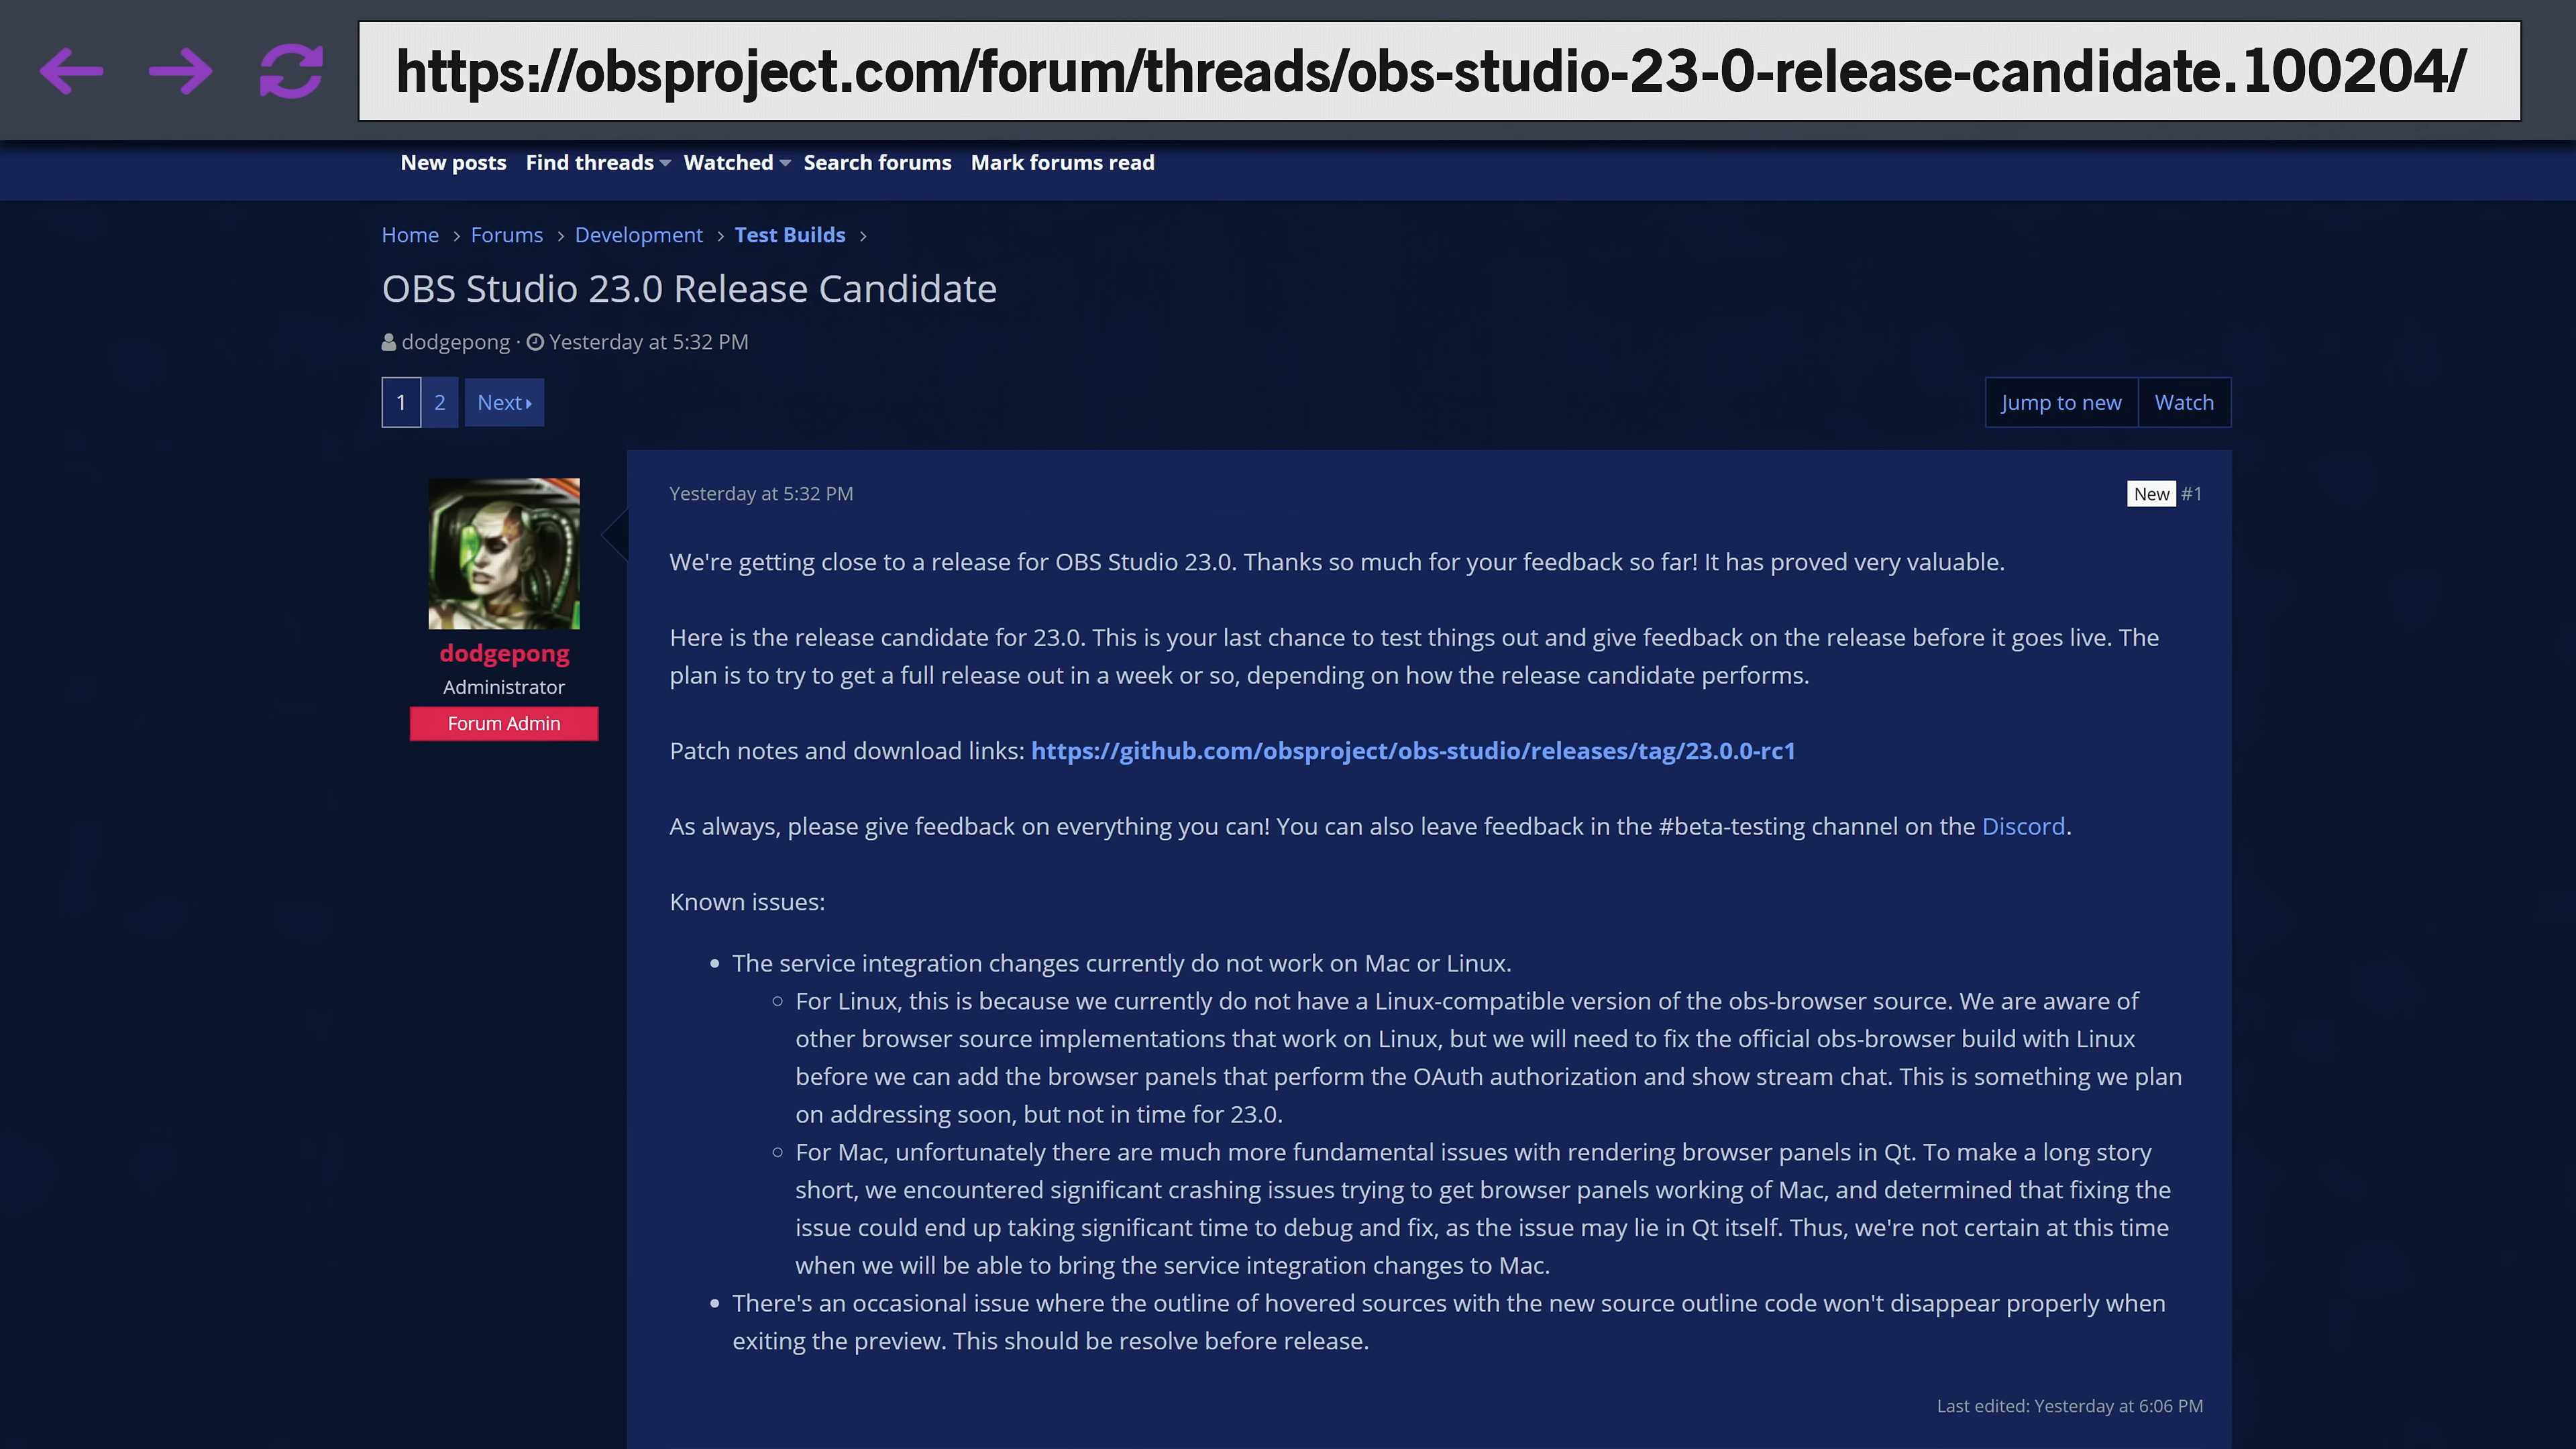 https://obsproject.com/forum/threads/obs-studio-23-0-release-candidate.100204/
New posts Find threads Watched Search forums Mark forums read
Home > Forums > Development > Test Builds >
OBS Studio 23.0 Release Candidate
dodgepong · Yesterday at 5:32 PM
1 2 Next
Jump to new Watch
Yesterday at 5:32 PM
New #1
dodgepong
Administrator
Forum Admin
We're getting close to a release for OBS Studio 23.0. Thanks so much for your feedback so far! It has proved very valuable.
Here is the release candidate for 23.0. This is your last chance to test things out and give feedback on the release before it goes live. The
plan is to try to get a full release out in a week or so, depending on how the release candidate performs.
Patch notes and download links: https://github.com/obsproject/obs-studio/releases/tag/23.0.0-rc1
As always, please give feedback on everything you can! You can also leave feedback in the #beta-testing channel on the Discord.
Known issues:
• The service integration changes currently do not work on Mac or Linux.
○ For Linux, this is because we currently do not have a Linux-compatible version of the obs-browser source. We are aware of
other browser source implementations that work on Linux, but we will need to fix the official obs-browser build with Linux
before we can add the browser panels that perform the OAuth authorization and show stream chat. This is something we plan
on addressing soon, but not in time for 23.0.
○ For Mac, unfortunately there are much more fundamental issues with rendering browser panels in Qt. To make a long story
short, we encountered significant crashing issues trying to get browser panels working of Mac, and determined that fixing the
issue could end up taking significant time to debug and fix, as the issue may lie in Qt itself. Thus, we're not certain at this time
when we will be able to bring the service integration changes to Mac.
• There's an occasional issue where the outline of hovered sources with the new source outline code won't disappear properly when
exiting the preview. This should be resolve before release.
Last edited: Yesterday at 6:06 PM